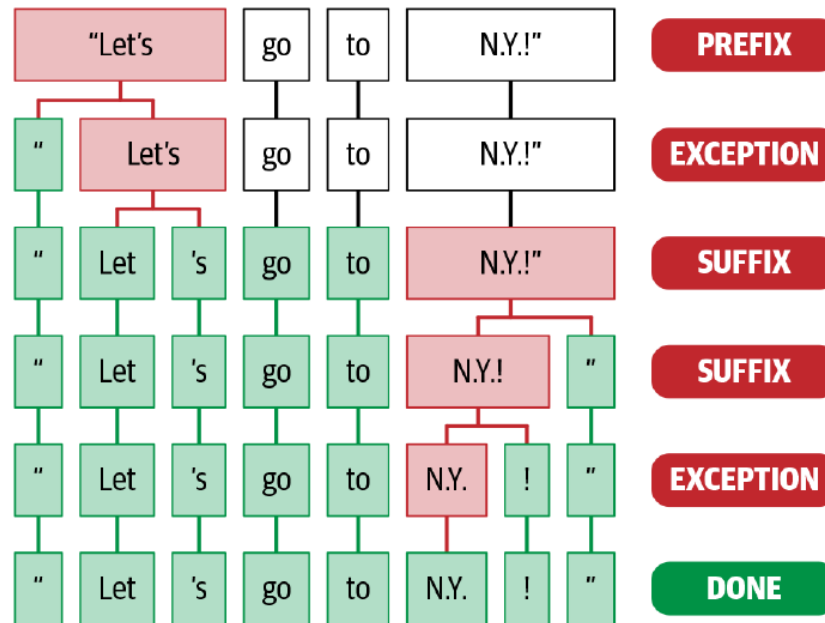 “Let’s go to N.Y.!” PREFIX
“ Let’s go to N.Y.!” EXCEPTION
“ Let ’s go to N.Y.!” SUFFIX
“ Let ’s go to N.Y.! ” SUFFIX
“ Let ’s go to N.Y. ! ” EXCEPTION
“ Let ’s go to N.Y. ! ” DONE